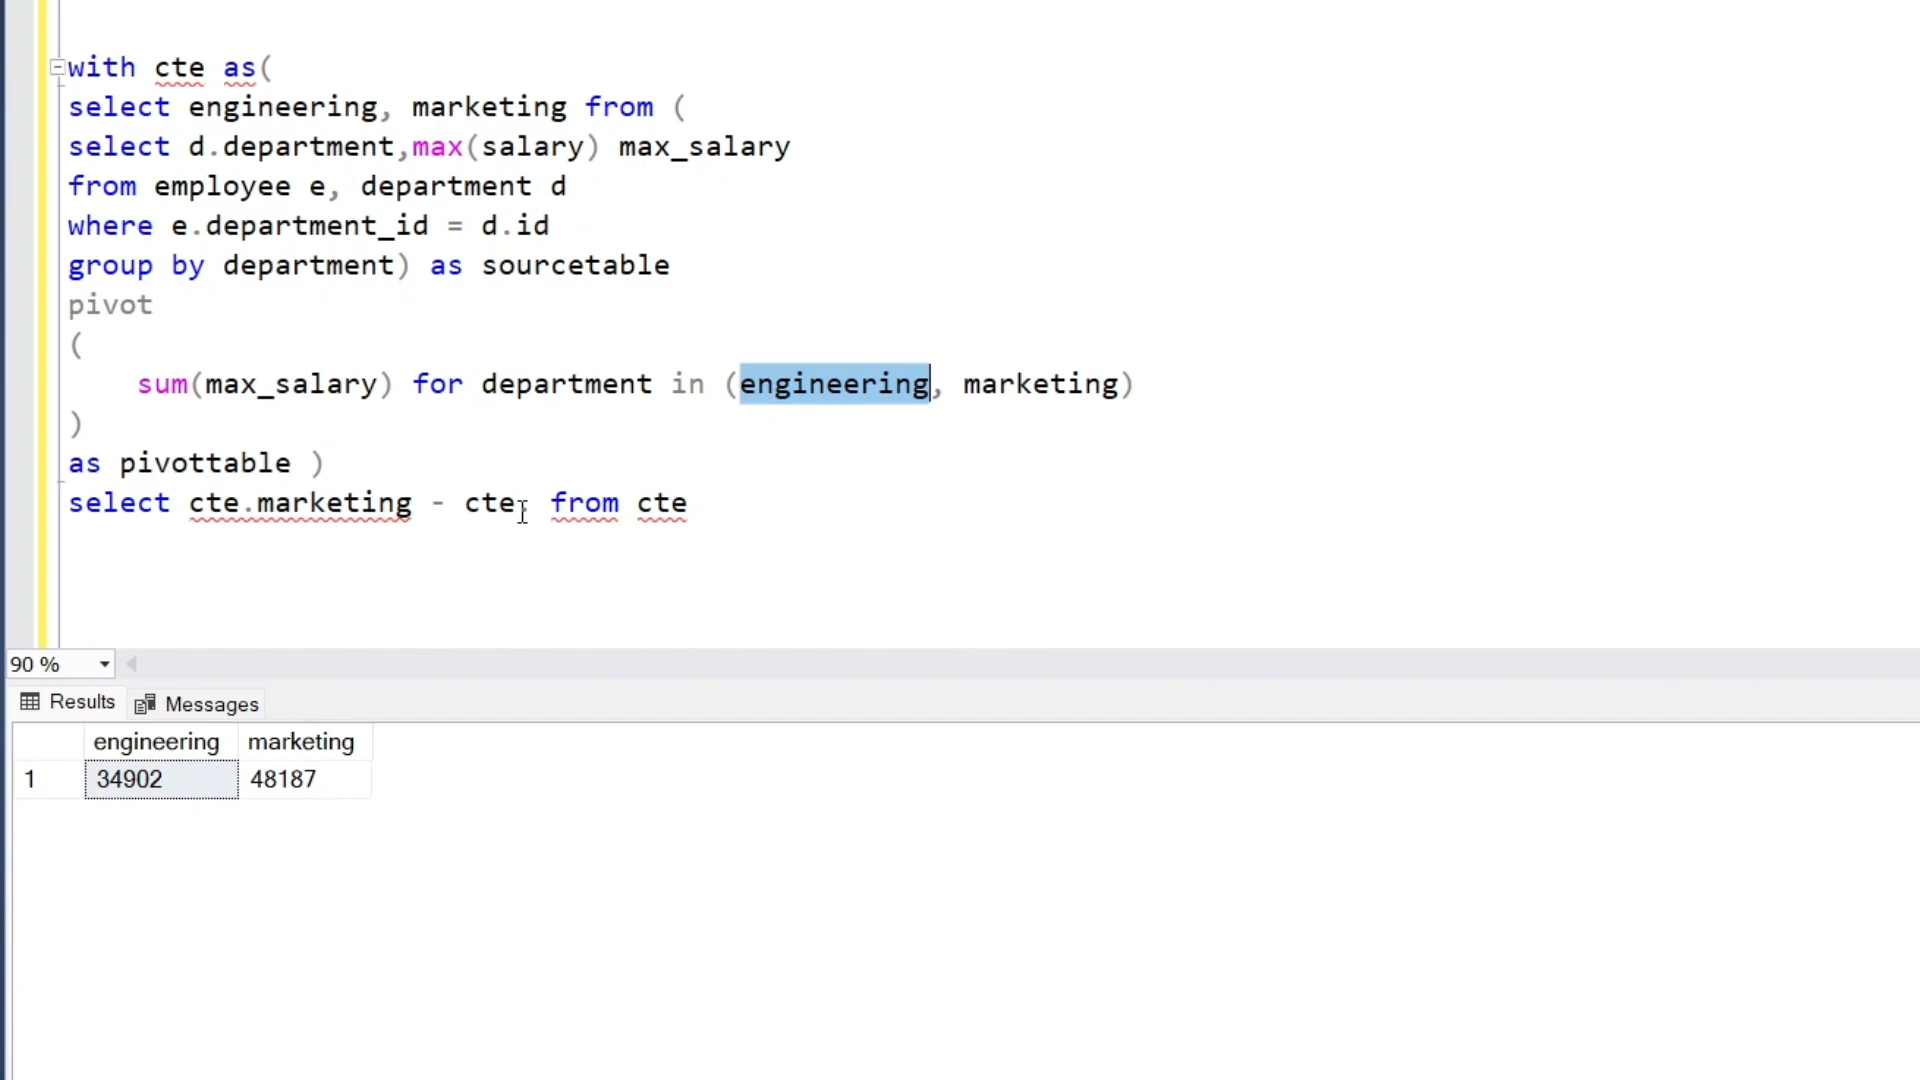 with cte as(
select engineering, marketing from (
select d.department,max(salary) max_salary
from employee e, department d
where e.department_id = d.id
group by department) as sourcetable
pivot
(
sum(max_salary) for department in (engineering, marketing)
)
as pivottable )
select cte.marketing - cte. from cte
90 %
Results Messages
engineering marketing
1 34902 48187